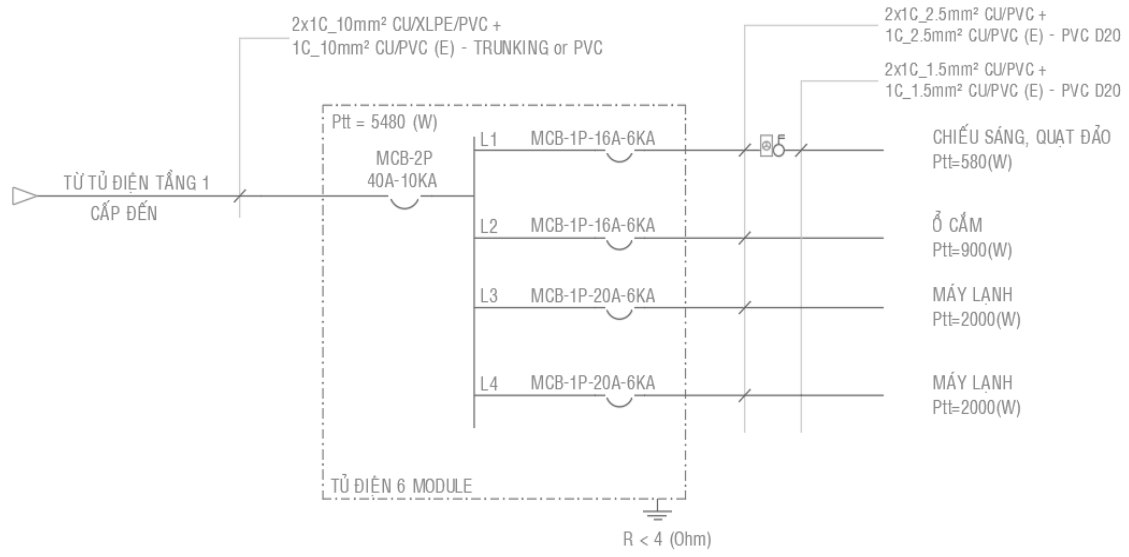 2x1C_10mm² CU/XLPE/PVC +
1C_10mm² CU/PVC (E) - TRUNKING or PVC
2x1C_2.5mm² CU/PVC +
1C_2.5mm² CU/PVC (E) - PVC D20
2x1C_1.5mm² CU/PVC +
1C_1.5mm² CU/PVC (E) - PVC D20
Ptt = 5480 (W)
MCB-2P
40A-10KA
TỪ TỦ ĐIỆN TẦNG 1
CẤP ĐẾN
L1 MCB-1P-16A-6KA
CHIẾU SÁNG, QUẠT ĐẢO
Ptt=580(W)
L2 MCB-1P-16A-6KA
Ổ CẮM
Ptt=900(W)
L3 MCB-1P-20A-6KA
MÁY LẠNH
Ptt=2000(W)
L4 MCB-1P-20A-6KA
MÁY LẠNH
Ptt=2000(W)
TỦ ĐIỆN 6 MODULE
R < 4 (Ohm)